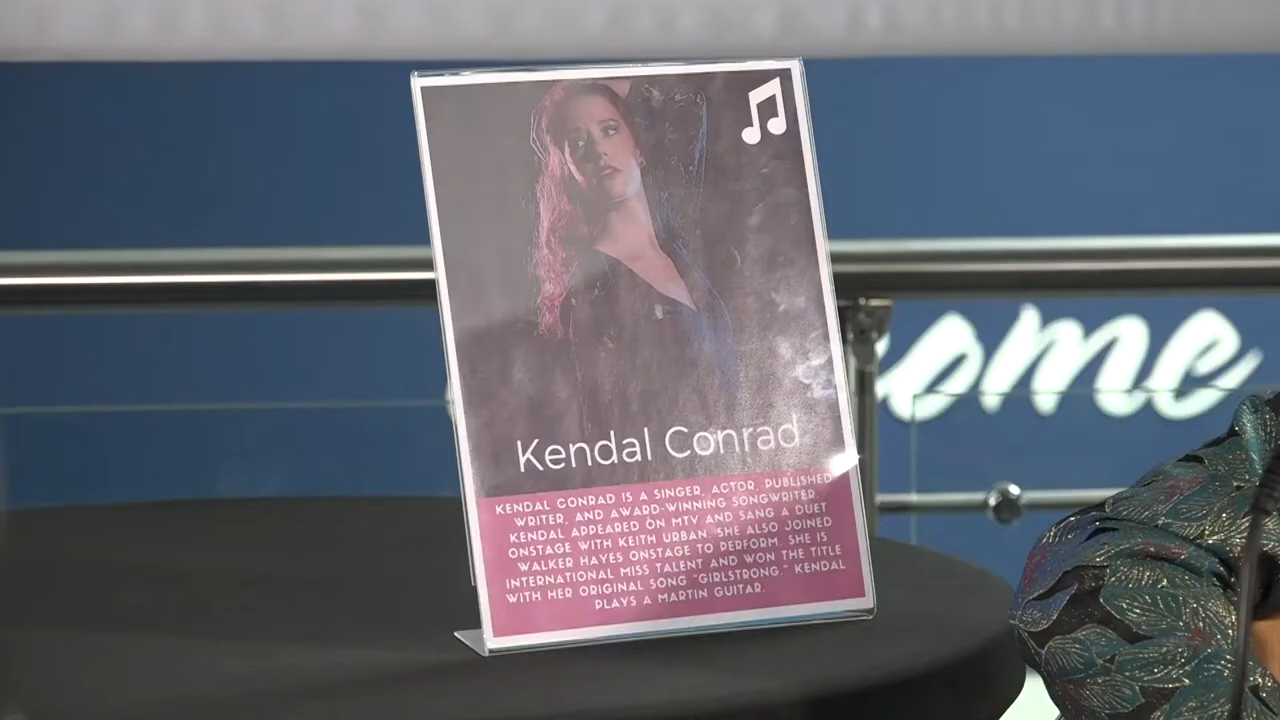 Kendal Conrad
KENDAL CONRAD IS A SINGER, ACTOR, PUBLISHED
WRITER, AND AWARD-WINNING SONGWRITER.
KENDAL APPEARED ON MTV AND SANG A DUET
ONSTAGE WITH KEITH URBAN. SHE ALSO JOINED
WALKER HAYES ONSTAGE TO PERFORM. SHE IS
INTERNATIONAL MISS TALENT AND WON THE TITLE
WITH HER ORIGINAL SONG "GIRLSTRONG." KENDAL
PLAYS A MARTIN GUITAR.
ome